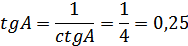 tgA = 1/ctgA = 1/4 = 0,25